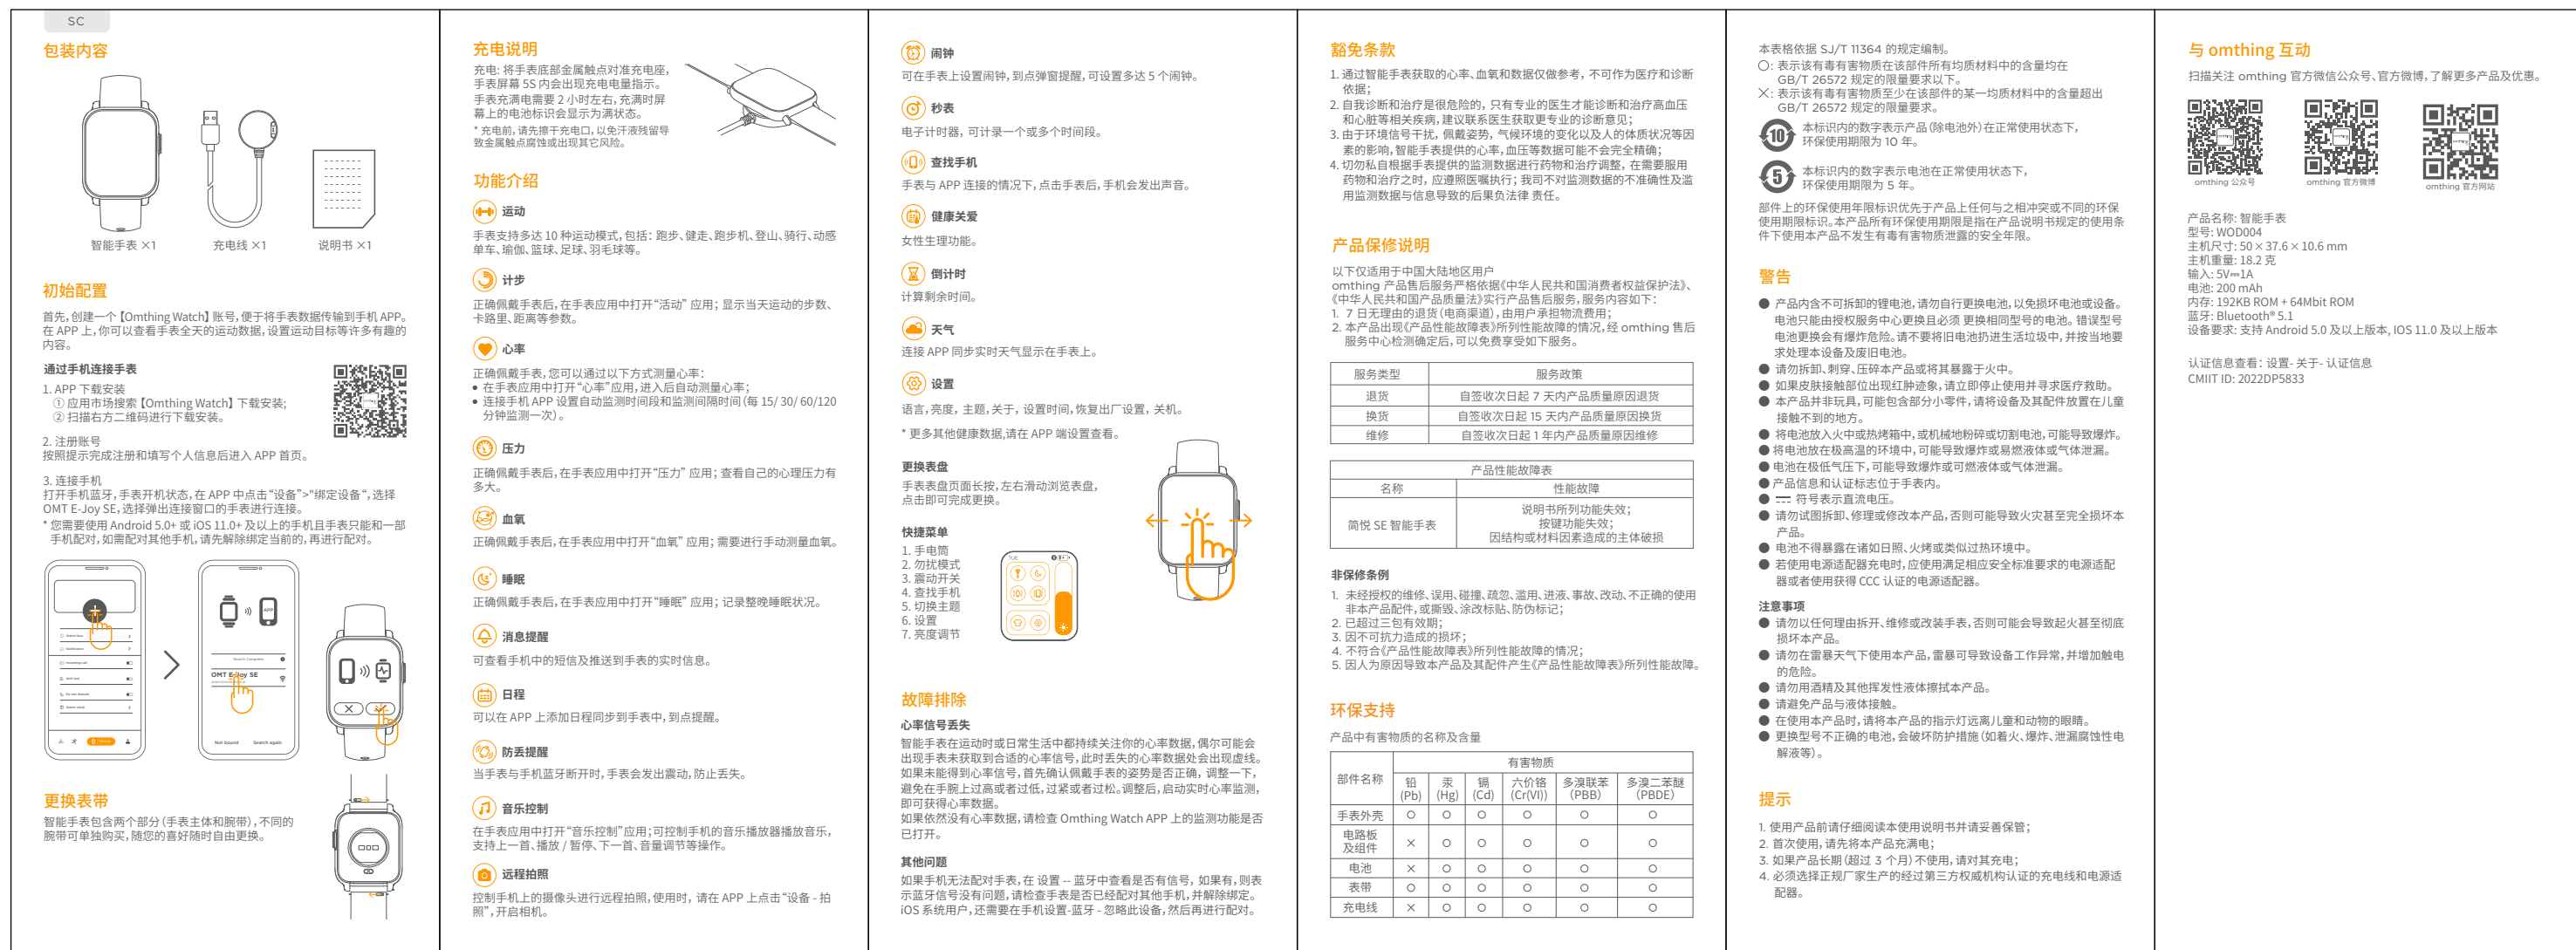 SC
包装内容
智能手表 ×1
充电线 ×1
说明书 ×1
初始配置
首先,创建一个【Omthing Watch】账号,便于将手表数据传输到手机 APP。
在 APP 上,你可以查看手表全天的运动数据,设置运动目标等许多有趣的
内容。
通过手机连接手表
1. APP 下载安装
① 应用市场搜索【Omthing Watch】下载安装;
② 扫描右方二维码进行下载安装。
2. 注册账号
按照提示完成注册和填写个人信息后进入 APP 首页。
3. 连接手机
打开手机蓝牙,手表开机状态,在 APP 中点击“设备”>“绑定设备“,选择
OMT E-Joy SE,选择弹出连接窗口的手表进行连接。
* 您需要使用 Android 5.0+ 或 iOS 11.0+ 及以上的手机且手表只能和一部
手机配对,如需配对其他手机,请先解除绑定当前的,再进行配对。
APP
Search Complete
OMT E-Joy SE
Not bound
Search again
更换表带
智能手表包含两个部分(手表主体和腕带),不同的
腕带可单独购买,随您的喜好随时自由更换。
充电说明
充电: 将手表底部金属触点对准充电座,
手表屏幕 5S 内会出现充电电量指示。
手表充满电需要 2 小时左右,充满时屏
幕上的电池标识会显示为满状态。
* 充电前,请先擦干充电口,以免汗液残留导
致金属触点腐蚀或出现其它风险。
功能介绍
运动
手表支持多达 10 种运动模式,包括: 跑步、健走、跑步机、登山、骑行、动感
单车、瑜伽、篮球、足球、羽毛球等。
计步
正确佩戴手表后,在手表应用中打开“活动” 应用; 显示当天运动的步数、
卡路里、距离等参数。
心率
正确佩戴手表,您可以通过以下方式测量心率:
● 在手表应用中打开“心率”应用,进入后自动测量心率;
● 连接手机 APP 设置自动监测时间段和监测间隔时间(每 15/ 30/ 60/120
分钟监测一次)。
压力
正确佩戴手表后,在手表应用中打开“压力” 应用; 查看自己的心理压力有
多大。
血氧
正确佩戴手表后,在手表应用中打开“血氧” 应用; 需要进行手动测量血氧。
睡眠
正确佩戴手表后,在手表应用中打开“睡眠” 应用; 记录整晚睡眠状况。
消息提醒
可查看手机中的短信及推送到手表的实时信息。
日程
可以在 APP 上添加日程同步到手表中,到点提醒。
防丢提醒
当手表与手机蓝牙断开时,手表会发出震动,防止丢失。
音乐控制
在手表应用中打开“音乐控制”应用;可控制手机的音乐播放器播放音乐,
支持上一首、播放 / 暂停、下一首、音量调节等操作。
远程拍照
控制手机上的摄像头进行远程拍照,使用时, 请在 APP 上点击“设备 - 拍
照”,开启相机。
闹钟
可在手表上设置闹钟,到点弹窗提醒,可设置多达 5 个闹钟。
秒表
电子计时器, 可计录一个或多个时间段。
查找手机
手表与 APP 连接的情况下,点击手表后,手机会发出声音。
健康关爱
女性生理功能。
倒计时
计算剩余时间。
天气
连接 APP 同步实时天气显示在手表上。
设置
语言,亮度, 主题,关于, 设置时间,恢复出厂设置, 关机。
* 更多其他健康数据,请在 APP 端设置查看。
更换表盘
手表表盘页面长按,左右滑动浏览表盘,
点击即可完成更换。
快捷菜单
1. 手电筒
2. 勿扰模式
3. 震动开关
4. 查找手机
5. 切换主题
6. 设置
7. 亮度调节
TUE
故障排除
心率信号丢失
智能手表在运动时或日常生活中都持续关注你的心率数据,偶尔可能会
出现手表未获取到合适的心率信号,此时丢失的心率数据处会出现虚线。
如果未能得到心率信号,首先确认佩戴手表的姿势是否正确, 调整一下,
避免在手腕上过高或者过低,过紧或者过松。调整后,启动实时心率监测,
即可获得心率数据。
如果依然没有心率数据,请检查 Omthing Watch APP 上的监测功能是否
已打开。
其他问题
如果手机无法配对手表,在 设置 -- 蓝牙中查看是否有信号, 如果有,则表
示蓝牙信号没有问题,请检查手表是否已经配对其他手机,并解除绑定。
iOS 系统用户,还需要在手机设置-蓝牙 - 忽略此设备,然后再进行配对。
豁免条款
1. 通过智能手表获取的心率、血氧和数据仅做参考, 不可作为医疗和诊断
依据;
2. 自我诊断和治疗是很危险的, 只有专业的医生才能诊断和治疗高血压
和心脏等相关疾病,建议联系医生获取更专业的诊断意见;
3. 由于环境信号干扰, 佩戴姿势, 气候环境的变化以及人的体质状况等因
素的影响,智能手表提供的心率, 血压等数据可能不会完全精确;
4. 切勿私自根据手表提供的监测数据进行药物和治疗调整, 在需要服用
药物和治疗之时, 应遵照医嘱执行; 我司不对监测数据的不准确性及滥
用监测数据与信息导致的后果负法律 责任。
产品保修说明
以下仅适用于中国大陆地区用户
omthing 产品售后服务严格依据《中华人民共和国消费者权益保护法》、
《中华人民共和国产品质量法》实行产品售后服务, 服务内容如下:
1. 7 日无理由的退货(电商渠道),由用户承担物流费用;
2. 本产品出现《产品性能故障表》所列性能故障的情况,经 omthing 售后
服务中心检测确定后,可以免费享受如下服务。
服务类型 服务政策
退货 自签收次日起 7 天内产品质量原因退货
换货 自签收次日起 15 天内产品质量原因换货
维修 自签收次日起 1 年内产品质量原因维修
产品性能故障表
名称 性能故障
简悦 SE 智能手表
说明书所列功能失效;
按键功能失效;
因结构或材料因素造成的主体破损
非保修条例
1. 未经授权的维修、误用、碰撞、疏忽、滥用、进液、事故、改动、不正确的使用
非本产品配件,或撕毁、涂改标贴、防伪标记;
2. 已超过三包有效期;
3. 因不可抗力造成的损坏;
4. 不符合《产品性能故障表》所列性能故障的情况;
5. 因人为原因导致本产品及其配件产生《产品性能故障表》所列性能故障。
环保支持
产品中有害物质的名称及含量
部件名称 有害物质
铅 汞 镉 六价铬 多溴联苯 多溴二苯醚
(Pb) (Hg) (Cd) (Cr(VI)) (PBB) (PBDE)
手表外壳 ○ ○ ○ ○ ○ ○
电路板
及组件 × ○ ○ ○ ○ ○
电池 × ○ ○ ○ ○ ○
表带 ○ ○ ○ ○ ○ ○
充电线 × ○ ○ ○ ○ ○
本表格依据 SJ/T 11364 的规定编制。
○: 表示该有毒有害物质在该部件所有均质材料中的含量均在
GB/T 26572 规定的限量要求以下。
×: 表示该有毒有害物质至少在该部件的某一均质材料中的含量超出
GB/T 26572 规定的限量要求。
10
本标识内的数字表示产品(除电池外)在正常使用状态下,
环保使用期限为 10 年。
5
本标识内的数字表示电池在正常使用状态下,
环保使用期限为 5 年。
部件上的环保使用年限标识优先于产品上任何与之相冲突或不同的环保
使用期限标识。本产品所有环保使用期限是指在产品说明书规定的使用条
件下使用本产品不发生有毒有害物质泄露的安全年限。
警告
● 产品内含不可拆卸的锂电池,请勿自行更换电池,以免损坏电池或设备。
电池只能由授权服务中心更换且必须 更换相同型号的电池。错误型号
电池更换会有爆炸危险。请不要将旧电池扔进生活垃圾中,并按当地要
求处理本设备及废旧电池。
● 请勿拆卸、刺穿、压碎本产品或将其暴露于火中。
● 如果皮肤接触部位出现红肿迹象,请立即停止使用并寻求医疗救助。
● 本产品并非玩具,可能包含部分小零件,请将设备及其配件放置在儿童
接触不到的地方。
● 将电池放入火中或热烤箱中,或机械地粉碎或切割电池,可能导致爆炸。
● 将电池放在极高温的环境中,可能导致爆炸或易燃液体或气体泄漏。
● 电池在极低气压下,可能导致爆炸或可燃液体或气体泄漏。
● 产品信息和认证标志位于手表内。
● ⎓ 符号表示直流电压。
● 请勿试图拆卸、修理或修改本产品,否则可能导致火灾甚至完全损坏本
产品。
● 电池不得暴露在诸如日照、火烤或类似过热环境中。
● 若使用电源适配器充电时,应使用满足相应安全标准要求的电源适配
器或者使用获得 CCC 认证的电源适配器。
注意事项
● 请勿以任何理由拆开、维修或改装手表,否则可能会导致起火甚至彻底
损坏本产品。
● 请勿在雷暴天气下使用本产品,雷暴可导致设备工作异常,并增加触电
的危险。
● 请勿用酒精及其他挥发性液体擦拭本产品。
● 请避免产品与液体接触。
● 在使用本产品时,请将本产品的指示灯远离儿童和动物的眼睛。
● 更换型号不正确的电池,会破坏防护措施(如着火、爆炸、泄漏腐蚀性电
解液等)。
提示
1. 使用产品前请仔细阅读本使用说明书并请妥善保管;
2. 首次使用,请先将本产品充满电;
3. 如果产品长期(超过 3 个月)不使用,请对其充电;
4. 必须选择正规厂家生产的经过第三方权威机构认证的充电线和电源适
配器。
与 omthing 互动
扫描关注 omthing 官方微信公众号、官方微博,了解更多产品及优惠。
omthing 公众号
omthing 官方微博
omthing 官方网站
产品名称: 智能手表
型号: WOD004
主机尺寸: 50 × 37.6 × 10.6 mm
主机重量: 18.2 克
输入: 5V⎓1A
电池: 200 mAh
内存: 192KB ROM + 64Mbit ROM
蓝牙: Bluetooth® 5.1
设备要求: 支持 Android 5.0 及以上版本, IOS 11.0 及以上版本
认证信息查看: 设置- 关于- 认证信息
CMIIT ID: 2022DP5833